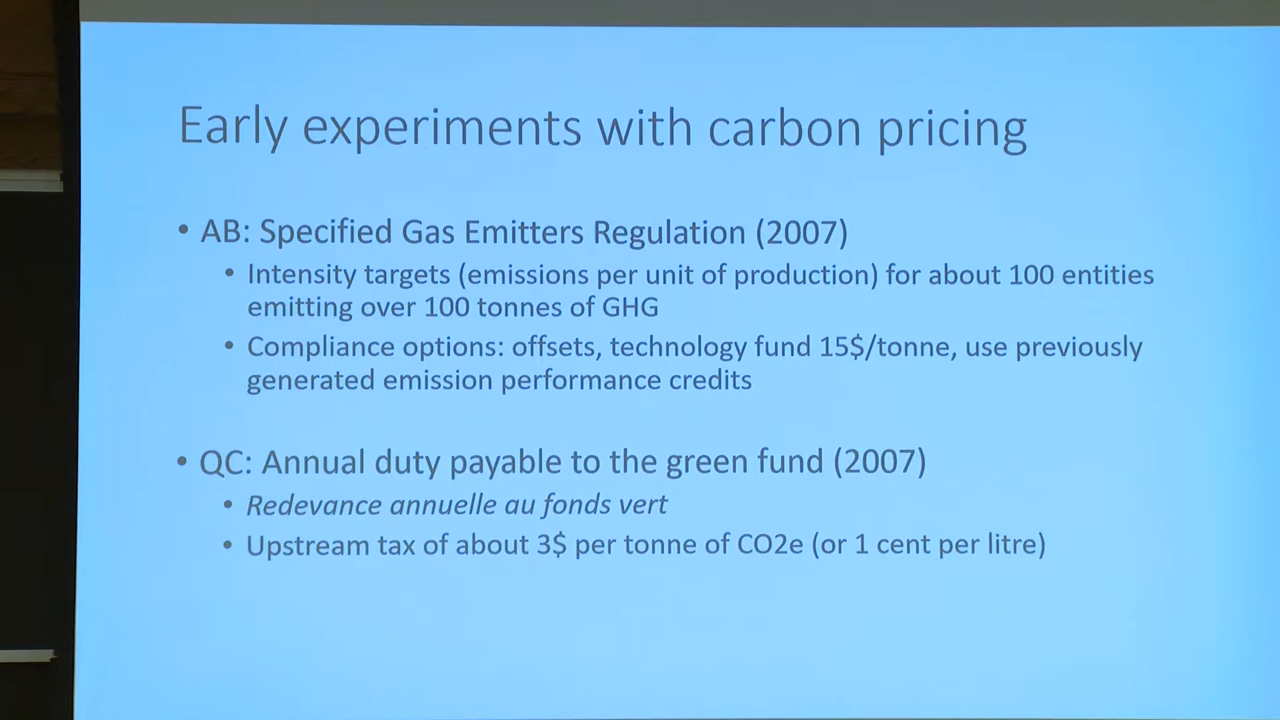 Early experiments with carbon pricing
• AB: Specified Gas Emitters Regulation (2007)
• Intensity targets (emissions per unit of production) for about 100 entities
emitting over 100 tonnes of GHG
• Compliance options: offsets, technology fund 15$/tonne, use previously
generated emission performance credits
• QC: Annual duty payable to the green fund (2007)
• Redevance annuelle au fonds vert
• Upstream tax of about 3$ per tonne of CO2e (or 1 cent per litre)